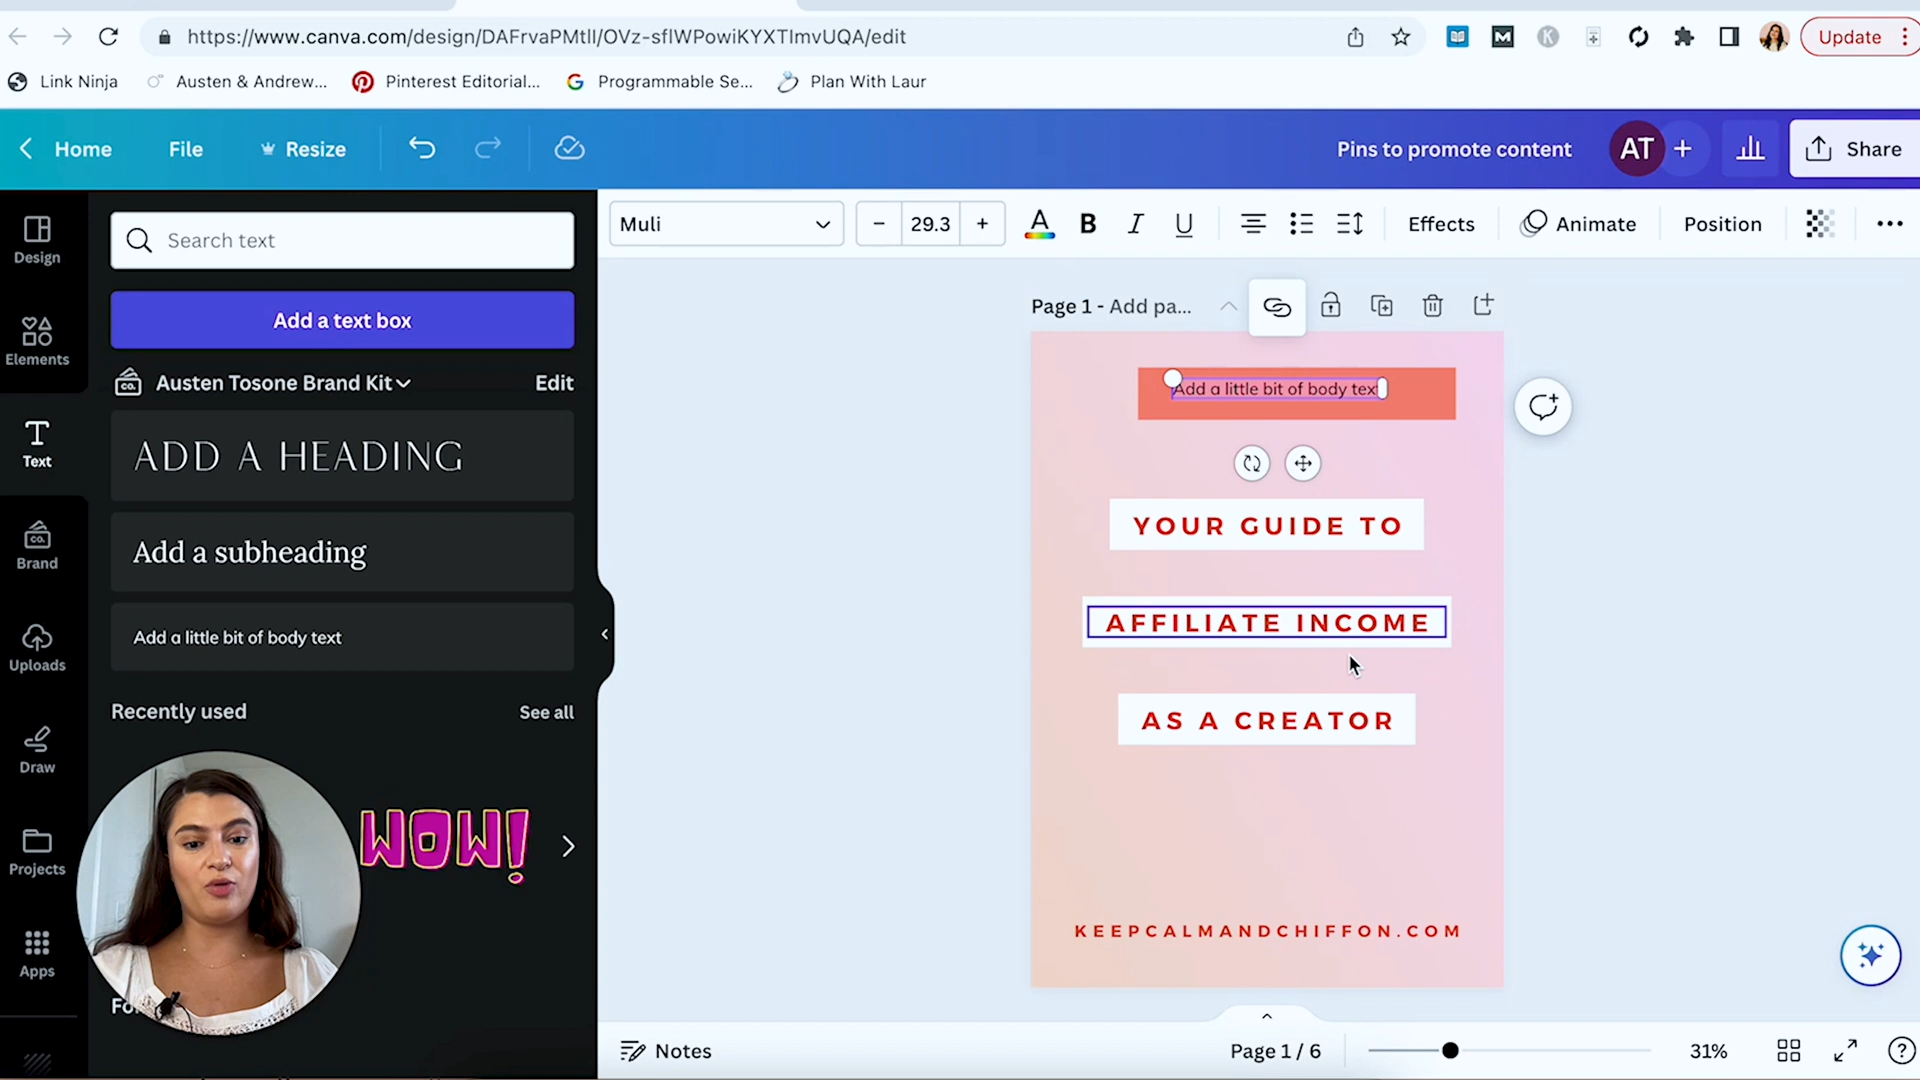 https://www.canva.com/design/DAFrvaPMtlI/OVz-sflWPowiKYXTImvUQA/edit
Update
Link Ninja
Austen & Andrew...
Pinterest Editorial...
Programmable Se...
Plan With Laur
Home
File
Resize
Pins to promote content
AT
Share
Design
Elements
Text
Brand
Uploads
Draw
Projects
Apps
Search text
Add a text box
Austen Tosone Brand Kit
Edit
ADD A HEADING
Add a subheading
Add a little bit of body text
Recently used
See all
WOW!
Muli
29.3
A
B
I
U
Effects
Animate
Position
Page 1 - Add pa...
Add a little bit of body text
YOUR GUIDE TO
AFFILIATE INCOME
AS A CREATOR
KEEPCALMANDCHIFFON.COM
Notes
Page 1 / 6
31%